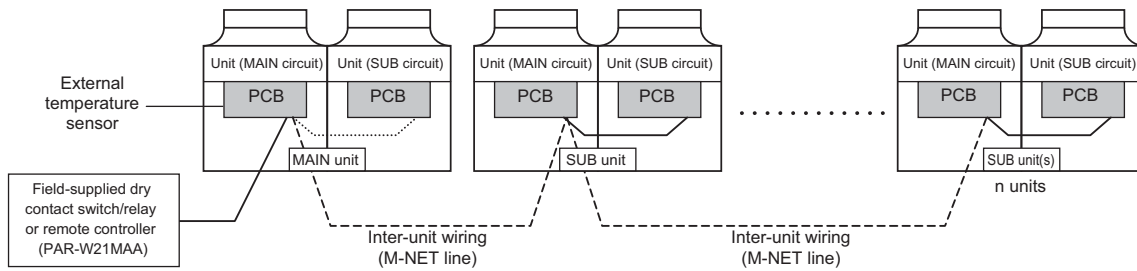 Unit (MAIN circuit) Unit (SUB circuit) Unit (MAIN circuit) Unit (SUB circuit) Unit (MAIN circuit) Unit (SUB circuit)
External
temperature
sensor
PCB PCB PCB PCB PCB PCB
MAIN unit SUB unit SUB unit(s)
n units
Field-supplied dry
contact switch/relay
or remote controller
(PAR-W21MAA)
Inter-unit wiring
(M-NET line)
Inter-unit wiring
(M-NET line)